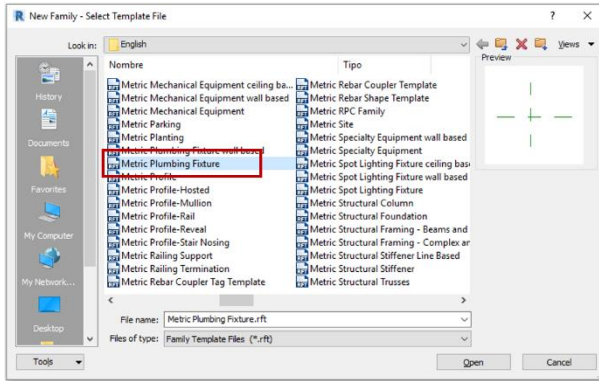 R New Family - Select Template File ? ×
Look in: English Views
Preview
Nombre Tipo
Metric Mechanical Equipment ceiling ba... Metric Rebar Coupler Template
Metric Mechanical Equipment wall based Metric Rebar Shape Template
Metric Mechanical Equipment Metric RPC Family
Metric Parking Metric Site
Metric Planting Metric Specialty Equipment wall based
Metric Plumbing Fixture wall based Metric Specialty Equipment
Metric Plumbing Fixture Metric Spot Lighting Fixture ceiling base
Metric Profile Metric Spot Lighting Fixture wall based
Metric Profile-Hosted Metric Spot Lighting Fixture
Metric Profile-Mullion Metric Structural Column
Metric Profile-Rail Metric Structural Foundation
Metric Profile-Reveal Metric Structural Framing - Beams and
Metric Profile-Stair Nosing Metric Structural Framing - Complex an
Metric Railing Support Metric Structural Stiffener Line Based
Metric Railing Termination Metric Structural Stiffener
Metric Rebar Coupler Tag Template Metric Structural Trusses
History
Documents
Favorites
My Computer
My Network...
Desktop
File name: Metric Plumbing Fixture.rft
Files of type: Family Template Files (*.rft)
Tools Open Cancel